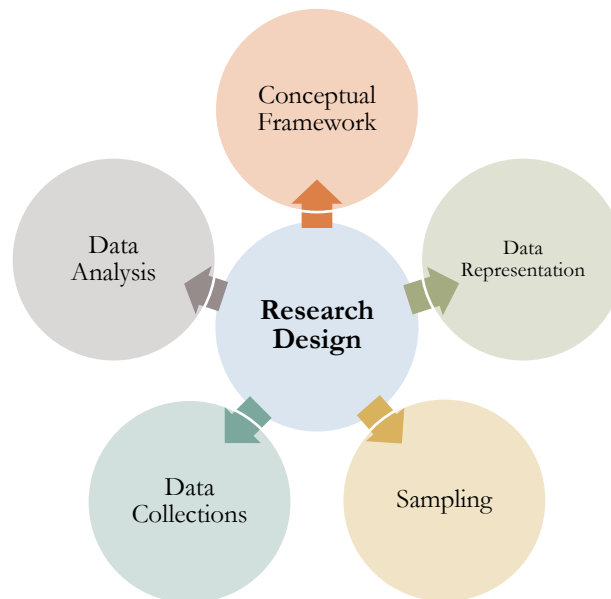 Conceptual
Framework
Data
Analysis
Data
Representation
Research
Design
Data
Collections
Sampling